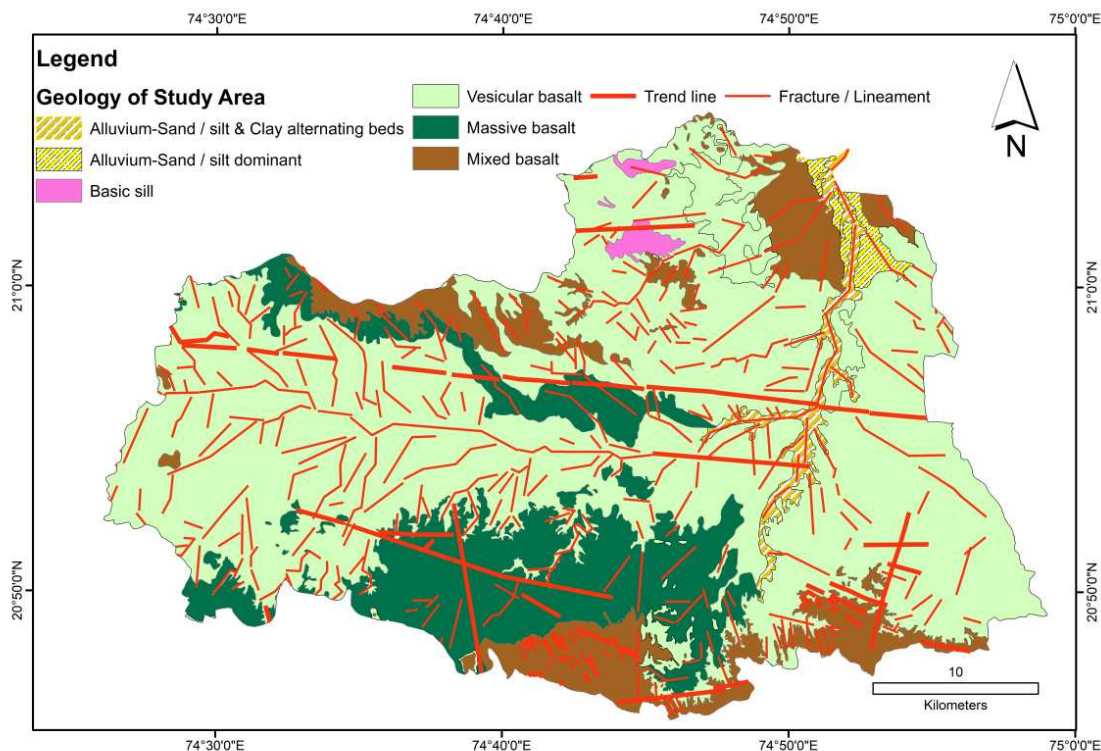 74°30'0"E 74°40'0"E 74°50'0"E 75°0'0"E
Legend
Geology of Study Area
Alluvium-Sand / silt & Clay alternating beds
Alluvium-Sand / silt dominant
Basic sill
Vesicular basalt
Massive basalt
Mixed basalt
Trend line
Fracture / Lineament
N
21°0'0"N
21°0'0"N
20°50'0"N
20°50'0"N
10
Kilometers
74°30'0"E 74°40'0"E 74°50'0"E 75°0'0"E